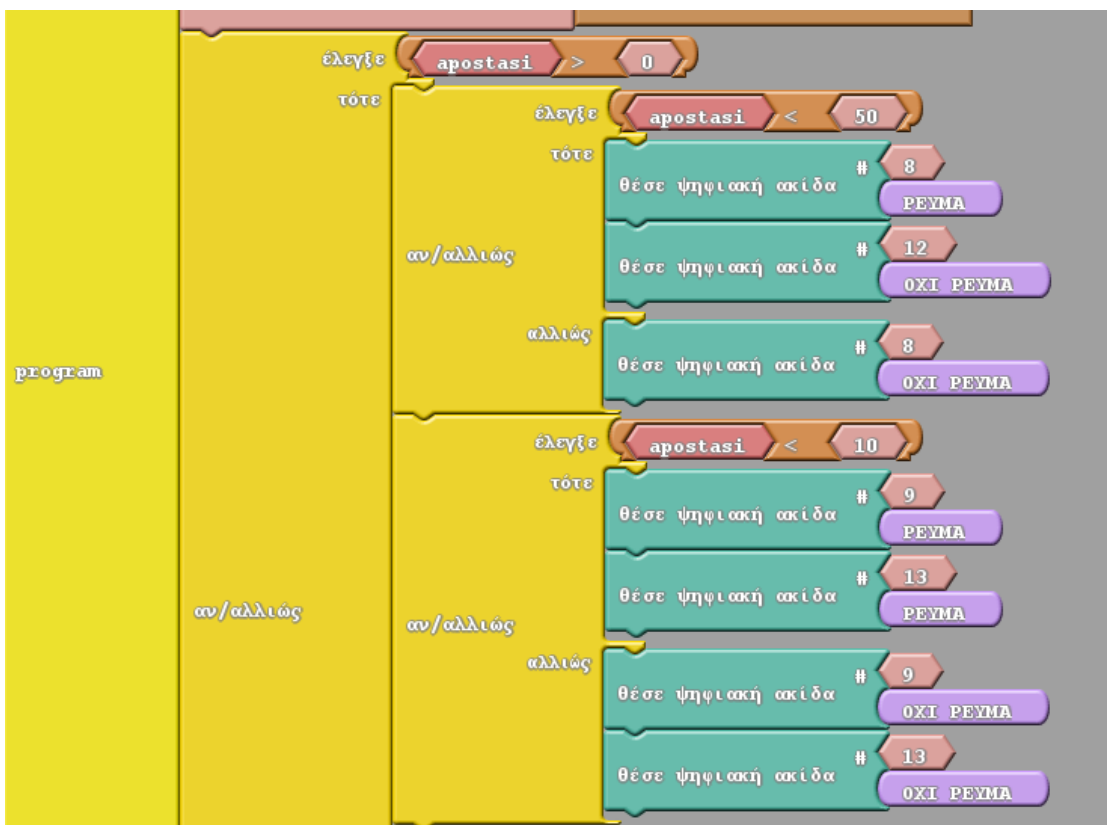 έλεγξε apostasi > 0
τότε
έλεγξε apostasi < 50
τότε
θέσε ψηφιακή ακίδα # 8
ΡΕΥΜΑ
αν/αλλιώς
θέσε ψηφιακή ακίδα # 12
ΟΧΙ ΡΕΥΜΑ
αλλιώς
θέσε ψηφιακή ακίδα # 8
ΟΧΙ ΡΕΥΜΑ
program
έλεγξε apostasi < 10
τότε
θέσε ψηφιακή ακίδα # 9
ΡΕΥΜΑ
θέσε ψηφιακή ακίδα # 13
ΡΕΥΜΑ
αν/αλλιώς
αν/αλλιώς
αλλιώς
θέσε ψηφιακή ακίδα # 9
ΟΧΙ ΡΕΥΜΑ
θέσε ψηφιακή ακίδα # 13
ΟΧΙ ΡΕΥΜΑ